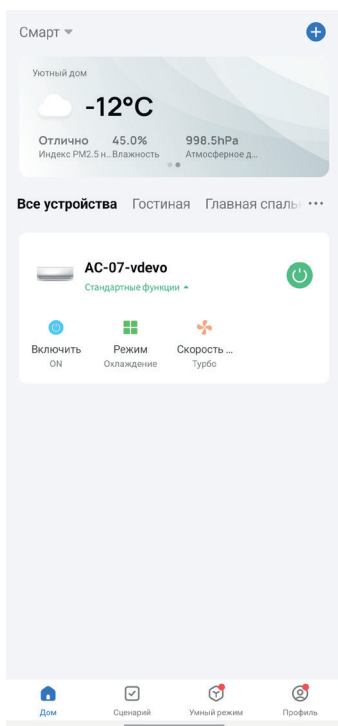 Смарт
Уютный дом
-12°C
Отлично 45.0% 998.5hPa
Индекс PM2.5 н... Влажность Атмосферное д...
Все устройства Гостиная Главная спаль
AC-07-vdevo
Стандартные функции
Включить Режим Скорость ...
ON Охлаждение Турбо
Дом Сценарий Умный режим Профиль